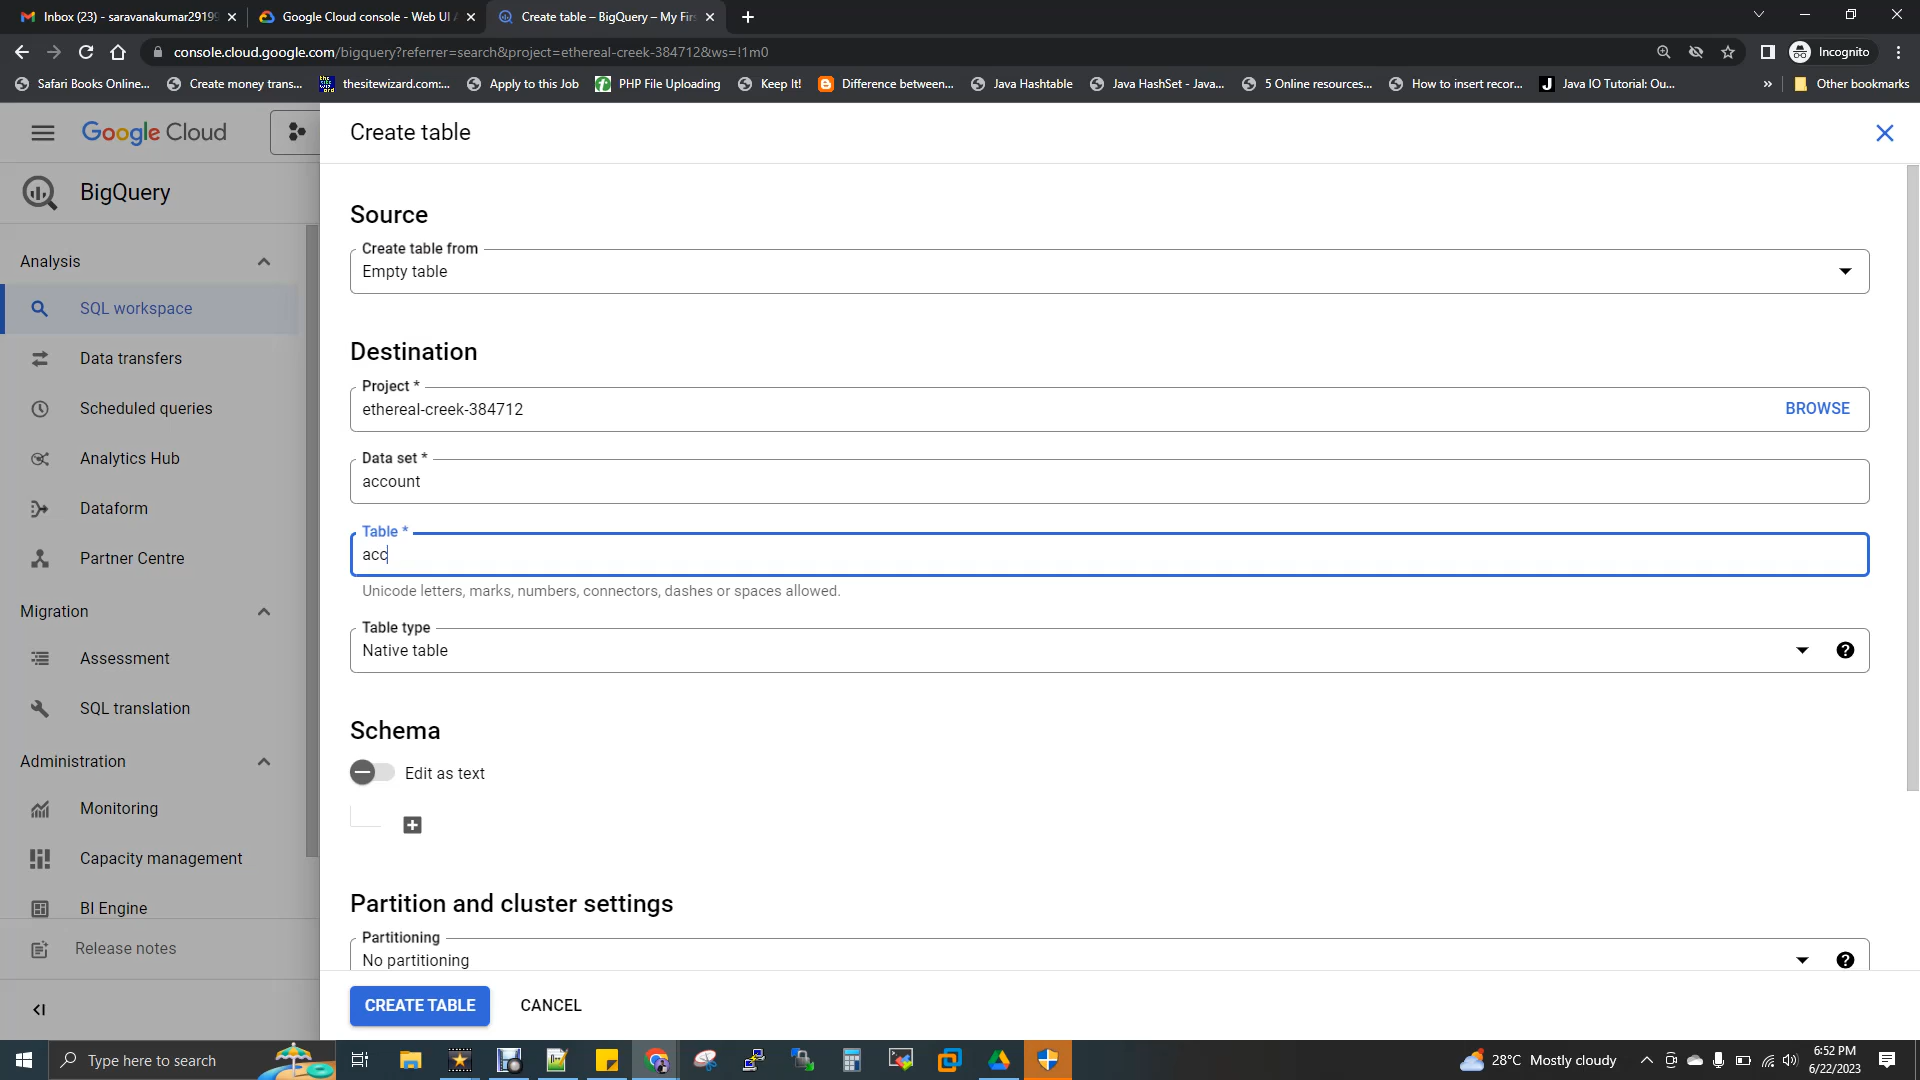 Inbox (23) - saravanakumar29199
Google Cloud console - Web UI A
Create table – BigQuery – My Firs
console.cloud.google.com/bigquery?referrer=search&project=ethereal-creek-384712&ws=!1m0
Incognito
Safari Books Online...
Create money trans...
thesitewizard.com:...
Apply to this Job
PHP File Uploading
Keep It!
Difference between...
Java Hashtable
Java HashSet - Java...
5 Online resources...
How to insert recor...
Java IO Tutorial: Ou...
»
Other bookmarks
Google Cloud
BigQuery
Analysis
SQL workspace
Data transfers
Scheduled queries
Analytics Hub
Dataform
Partner Centre
Migration
Assessment
SQL translation
Administration
Monitoring
Capacity management
BI Engine
Release notes
Create table
Source
Create table from
Empty table
Destination
Project *
ethereal-creek-384712
BROWSE
Data set *
account
Table *
acc
Unicode letters, marks, numbers, connectors, dashes or spaces allowed.
Table type
Native table
Schema
Edit as text
Partition and cluster settings
Partitioning
No partitioning
CREATE TABLE
CANCEL
Type here to search
28°C Mostly cloudy
6:52 PM
6/22/2023